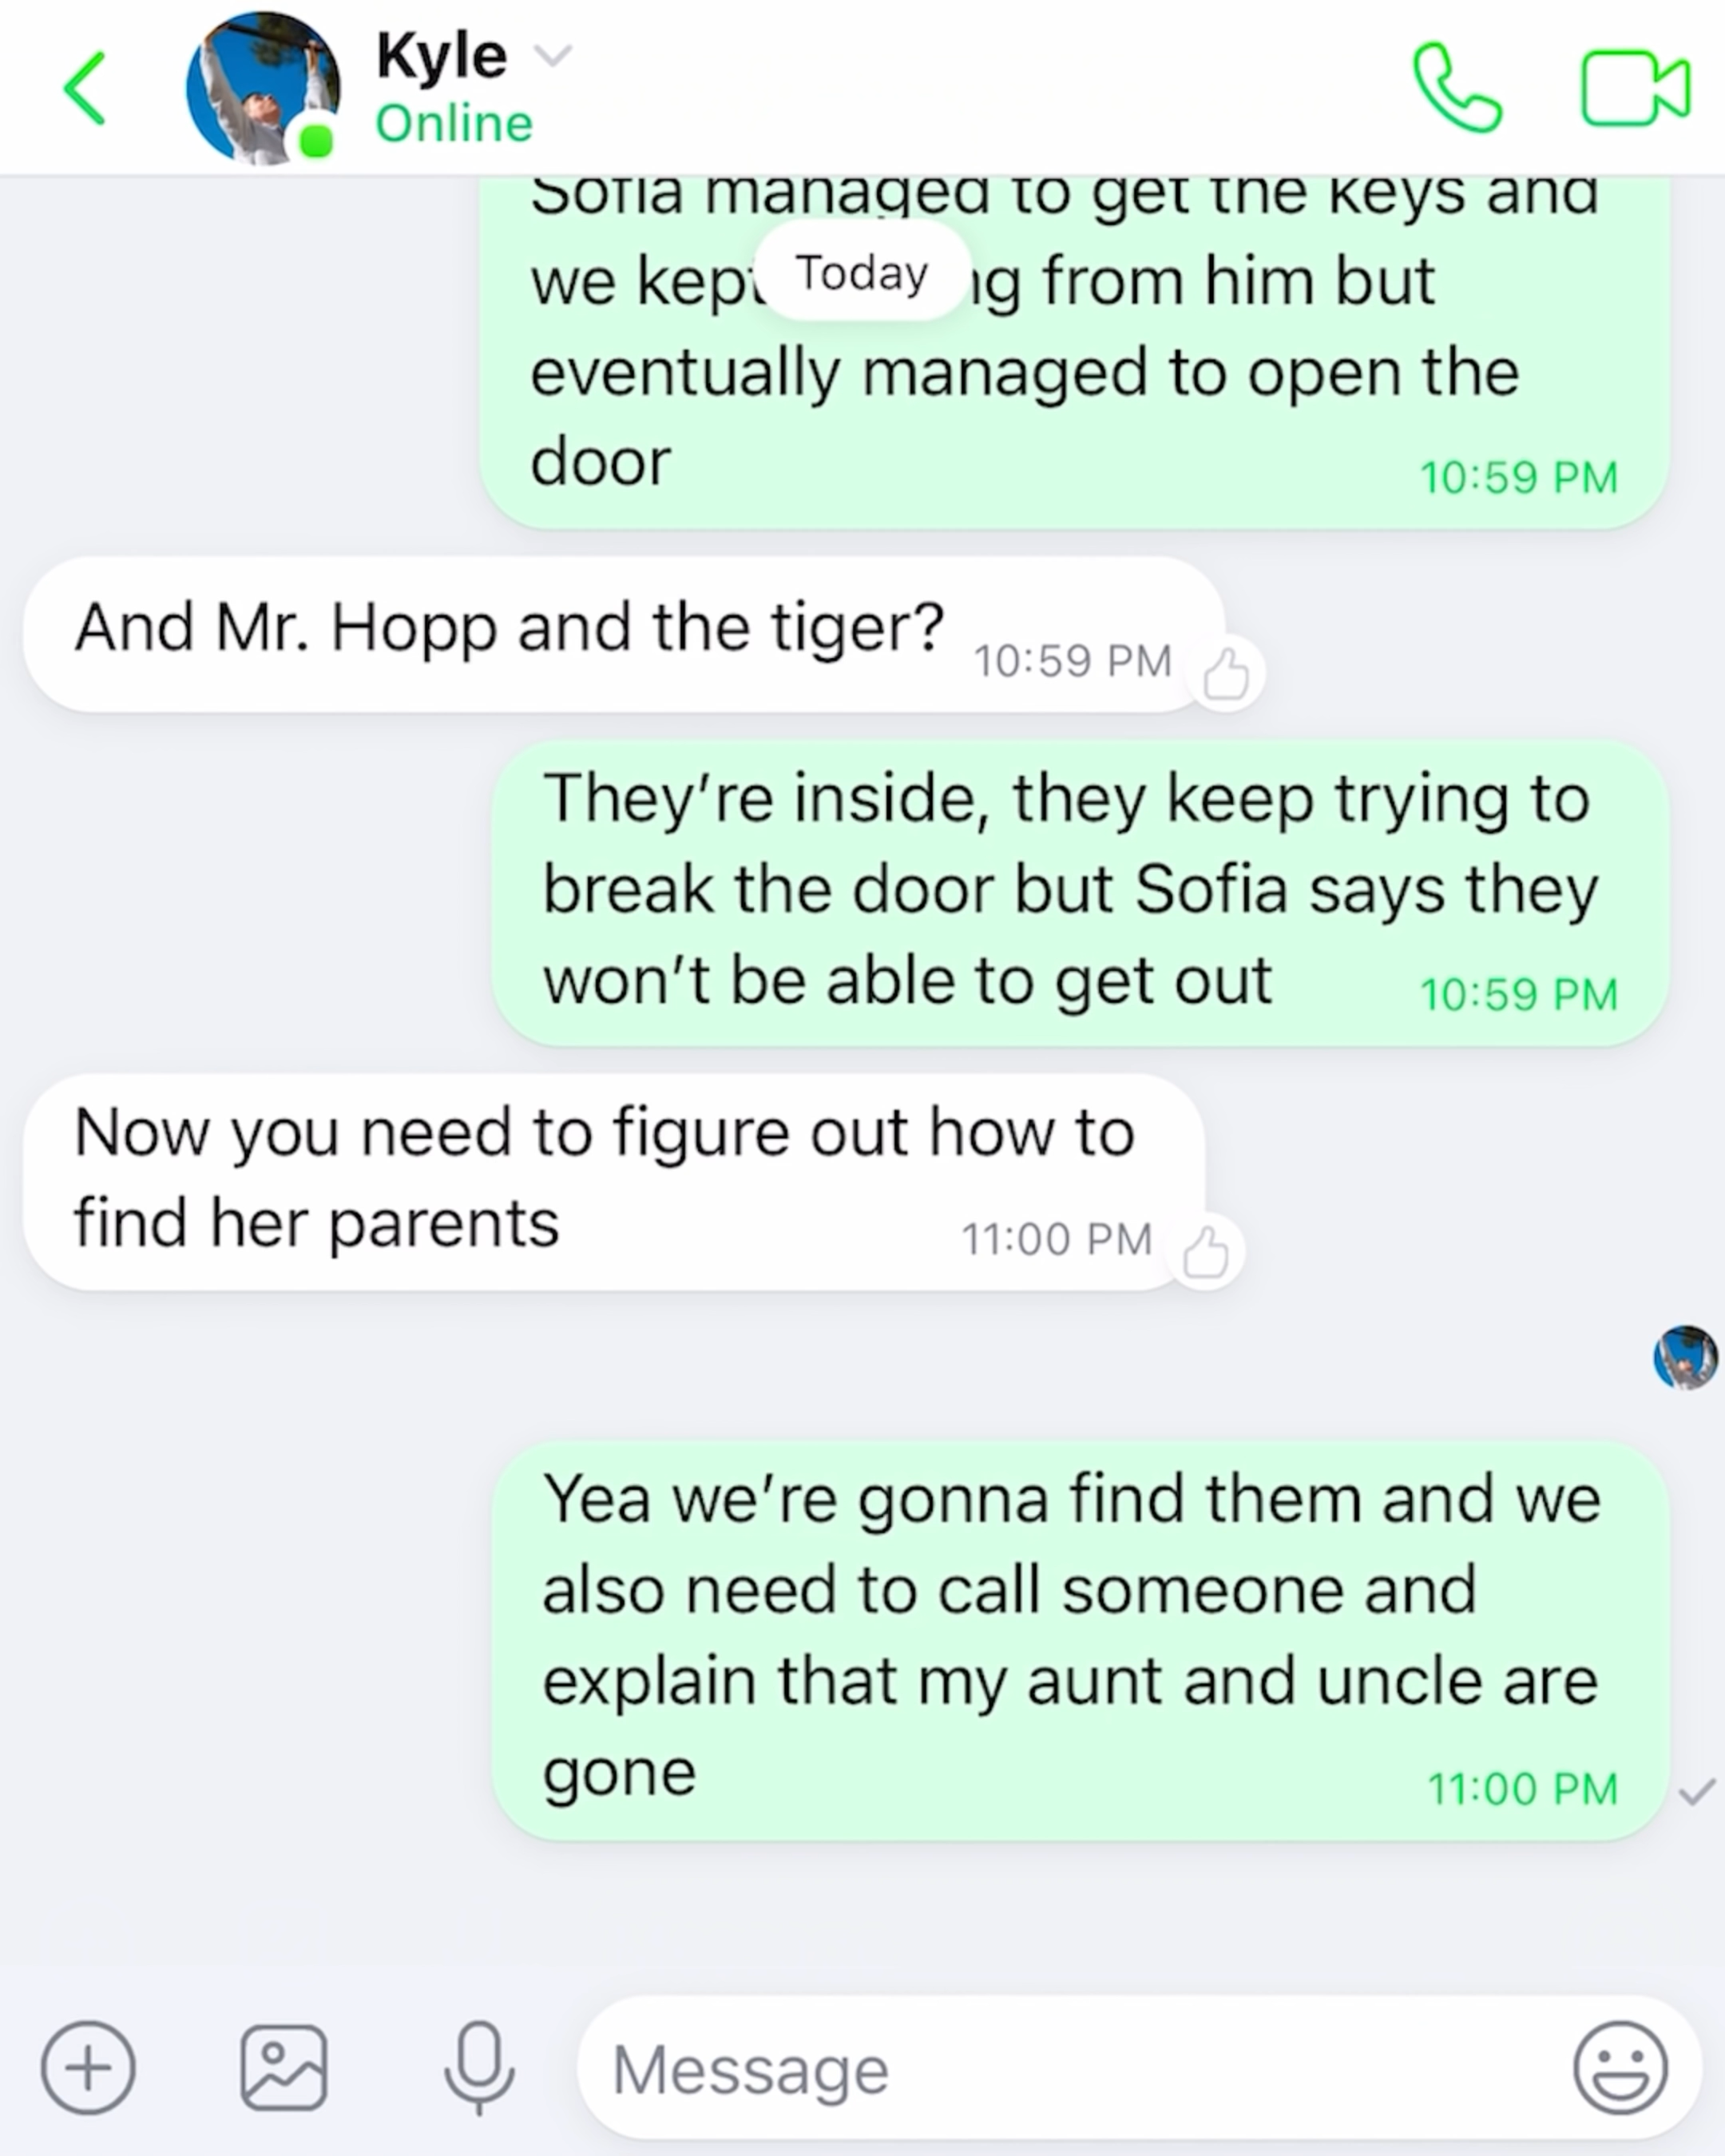 Kyle
Online
Sofia managed to get the keys and
we kept from him but
Today
eventually managed to open the
door
10:59 PM
And Mr. Hopp and the tiger?
10:59 PM
They're inside, they keep trying to
break the door but Sofia says they
won't be able to get out
10:59 PM
Now you need to figure out how to
find her parents
11:00 PM
Yea we're gonna find them and we
also need to call someone and
explain that my aunt and uncle are
gone
11:00 PM
Message